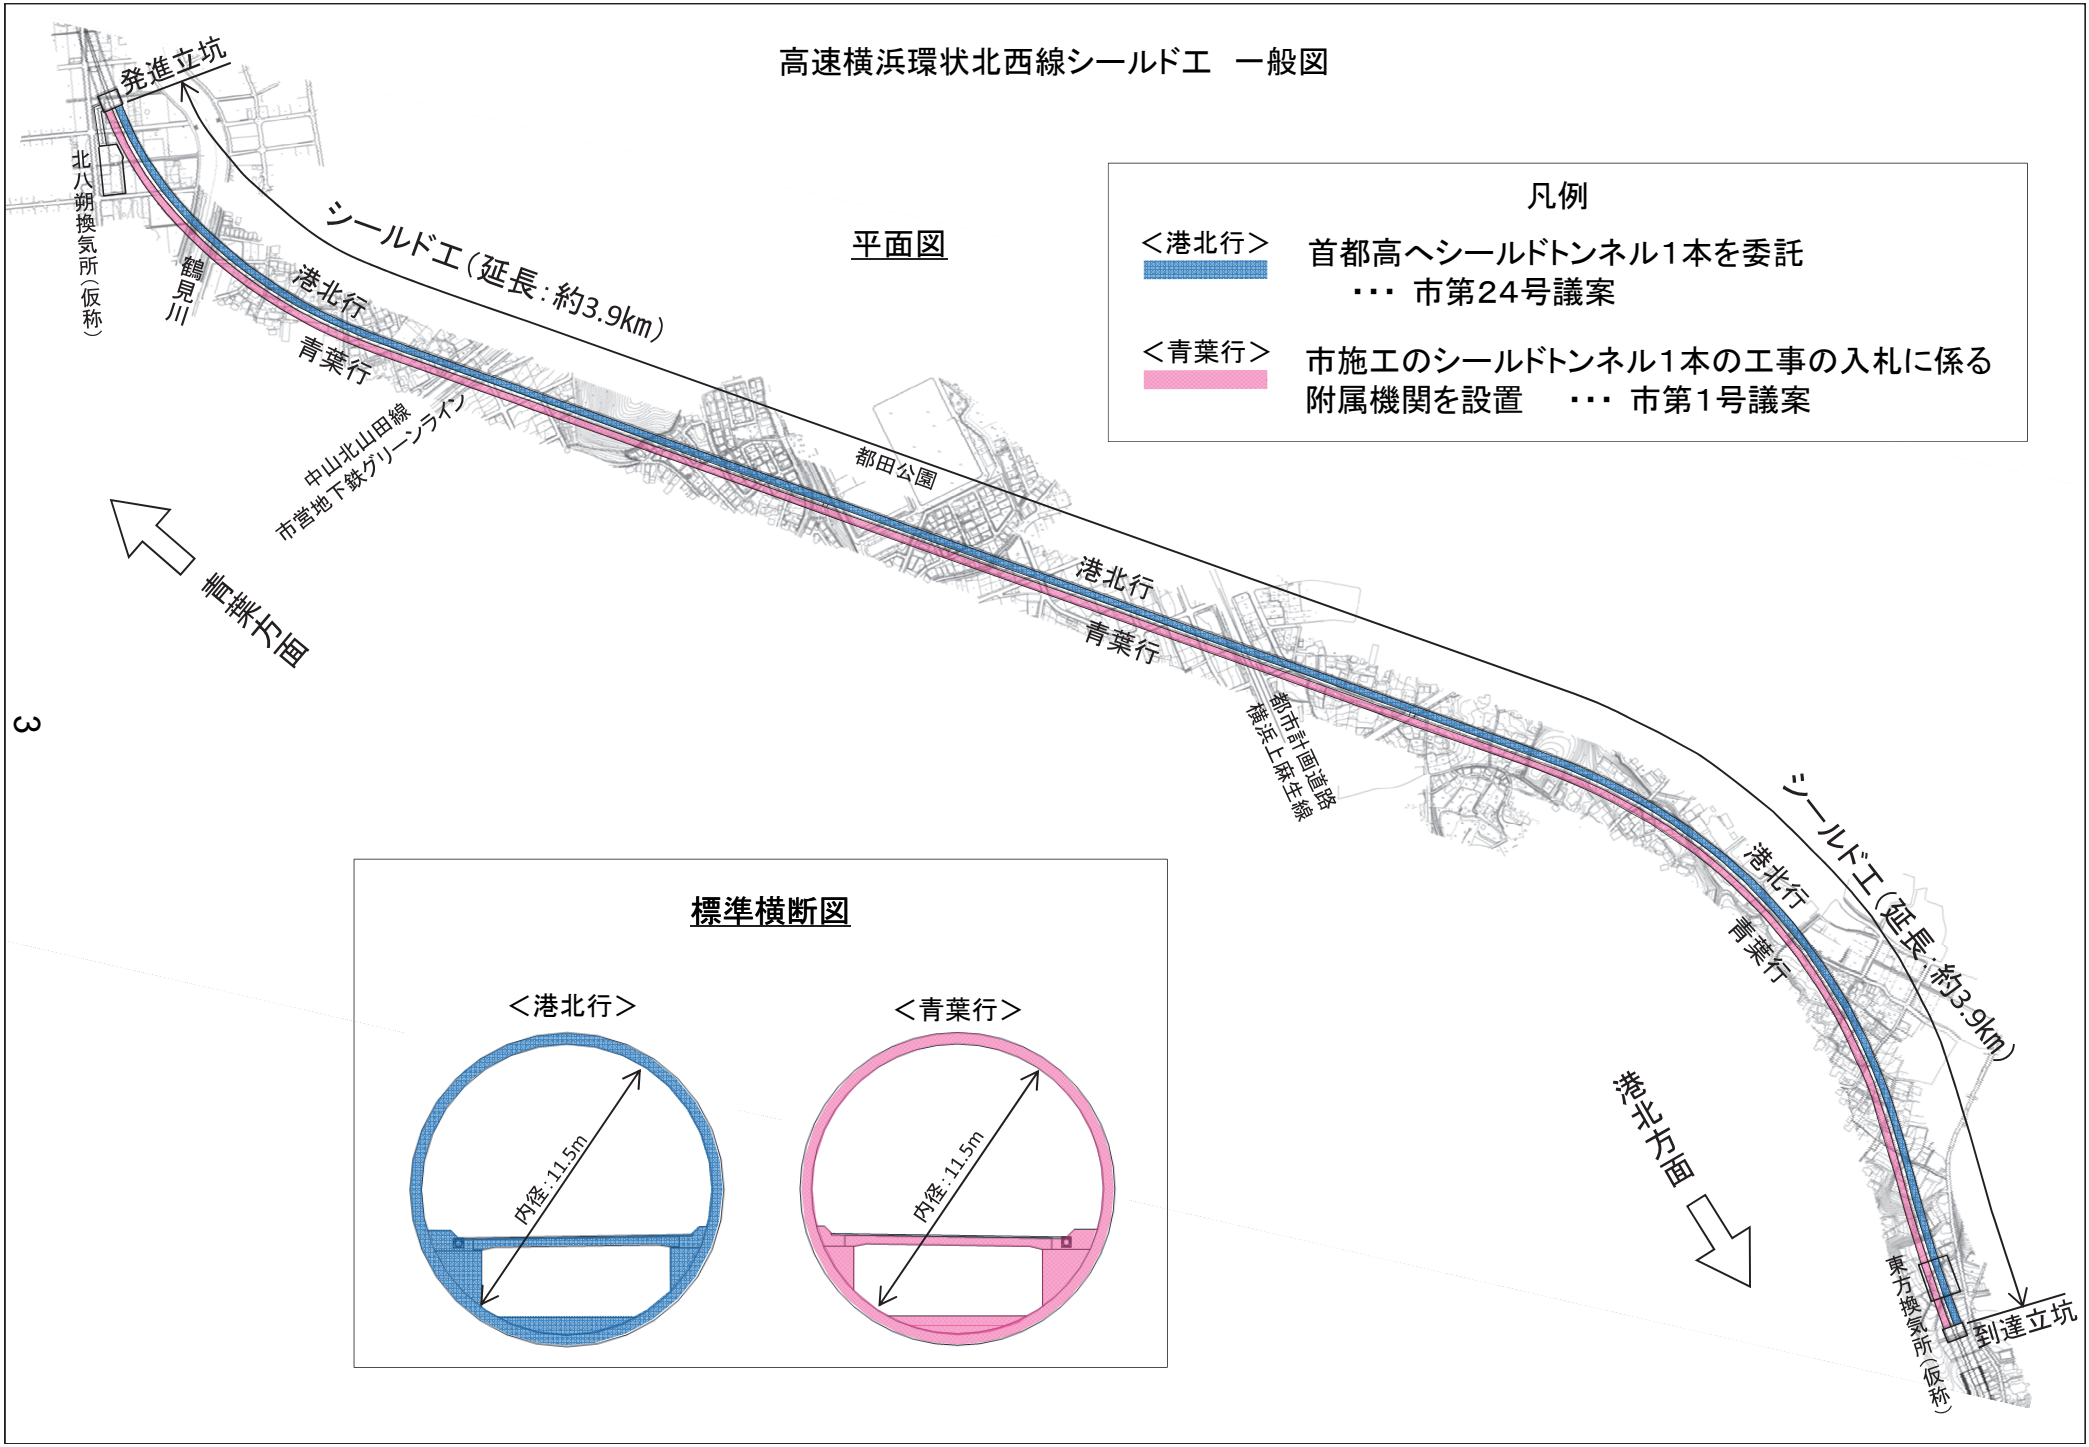 高速横浜環状北西線シールド工　一般図
発進立坑
北八朔換気所（仮称）
鶴見川
シールド工（延長：約3.9km）
平面図
凡例
＜港北行＞
首都高へシールドトンネル１本を委託
・・・ 市第２４号議案
＜青葉行＞
市施工のシールドトンネル１本の工事の入札に係る
附属機関を設置　・・・ 市第１号議案
港北行
青葉行
中山北山田線
市営地下鉄グリーンライン
都田公園
青葉方面
港北行
青葉行
都市計画道路
横浜上麻生線
シールド工（延長：約3.9km）
港北行
青葉行
港北方面
東方換気所（仮称）
到達立坑
標準横断図
＜港北行＞
＜青葉行＞
内径：11.5m
内径：11.5m
3